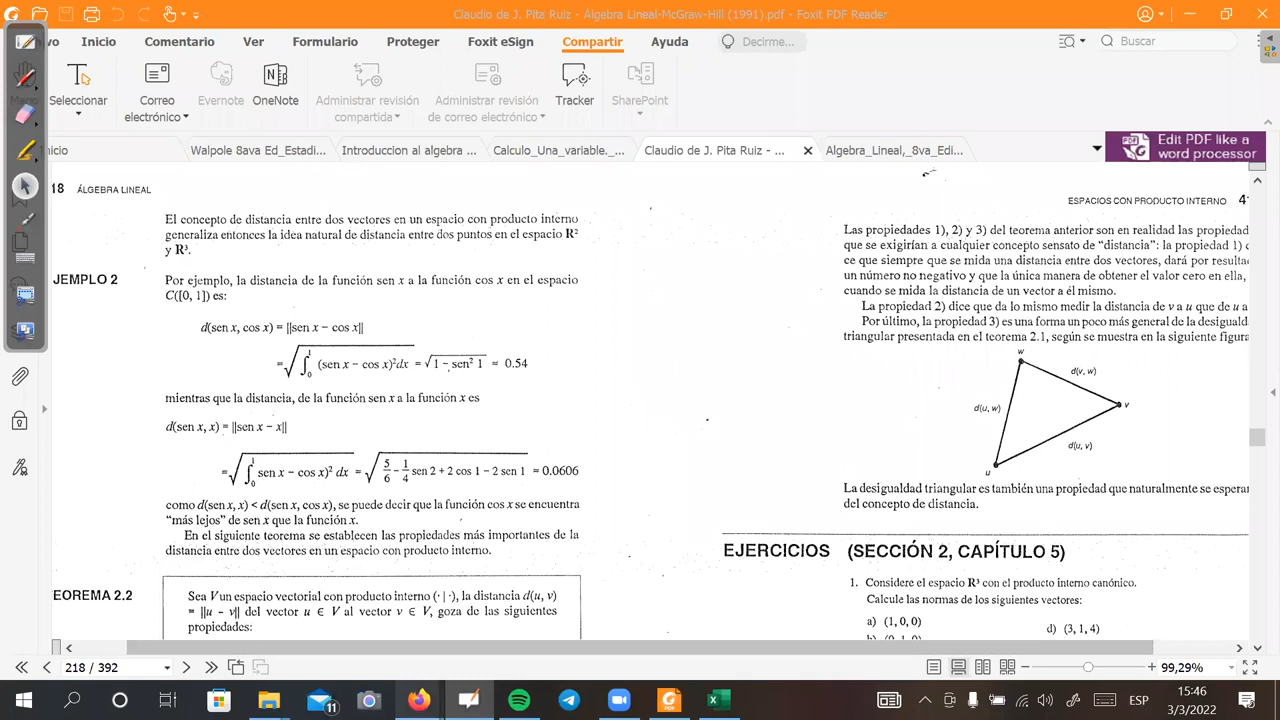 Claudio de J. Pita Ruiz - Álgebra Lineal-McGraw-Hill (1991).pdf - Foxit PDF Reader
ivo Inicio Comentario Ver Formulario Proteger Foxit eSign Compartir Ayuda Decirme... Buscar
Mano
Seleccionar
Correo
electrónico
Evernote
OneNote
Administrar revisión
compartida
Administrar revisión
de correo electrónico
Tracker
SharePoint
nicio
Walpole 8ava Ed_Estadi...
Introduccion al algebra ...
Calculo_Una_variable._...
Claudio de J. Pita Ruiz - ...
Algebra_Lineal,_8va_Edi...
Edit PDF like a
word processor
18 ÁLGEBRA LINEAL
El concepto de distancia entre dos vectores en un espacio con producto interno
generaliza entonces la idea natural de distancia entre dos puntos en el espacio R²
y R³.
JEMPLO 2
Por ejemplo, la distancia de la función sen x a la función cos x en el espacio
C([0, 1]) es:
d(sen x, cos x) = ||sen x − cos x||
= √∫₀¹ (sen x − cos x)² dx = √1 − sen² 1 ≈ 0.54
mientras que la distancia, de la función sen x a la función x es
d(sen x, x) = ||sen x − x||
= √∫₀¹ sen x − cos x)² dx = √5/6 − 1/4 sen 2 + 2 cos 1 − 2 sen 1 ≈ 0.0606
como d(sen x, x) < d(sen x, cos x), se puede decir que la función cos x se encuentra
“más lejos” de sen x que la función x.
En el siguiente teorema se establecen las propiedades más importantes de la
distancia entre dos vectores en un espacio con producto interno.
EOREMA 2.2
Sea V un espacio vectorial con producto interno (· | ·), la distancia d(u, v)
= ||u − v|| del vector u ∈ V al vector v ∈ V, goza de las siguientes
propiedades:
ESPACIOS CON PRODUCTO INTERNO 41
Las propiedades 1), 2) y 3) del teorema anterior son en realidad las propiedad
que se exigirían a cualquier concepto sensato de “distancia”: la propiedad 1) d
ce que siempre que se mida una distancia entre dos vectores, dará por resulta
un número no negativo y que la única manera de obtener el valor cero en ella,
cuando se mida la distancia de un vector a él mismo.
La propiedad 2) dice que da lo mismo medir la distancia de v a u que de u a
Por último, la propiedad 3) es una forma un poco más general de la desigualda
triangular presentada en el teorema 2.1, según se muestra en la siguiente figura
w
d(v, w)
d(u, w)
v
d(u, v)
u
La desigualdad triangular es también una propiedad que naturalmente se esperar
del concepto de distancia.
EJERCICIOS (SECCIÓN 2, CAPÍTULO 5)
1. Considere el espacio R³ con el producto interno canónico.
Calcule las normas de los siguientes vectores:
a) (1, 0, 0)
d) (3, 1, 4)
b) (0, 1, 0)
218 / 392
99,29%
11
ESP
15:46
3/3/2022